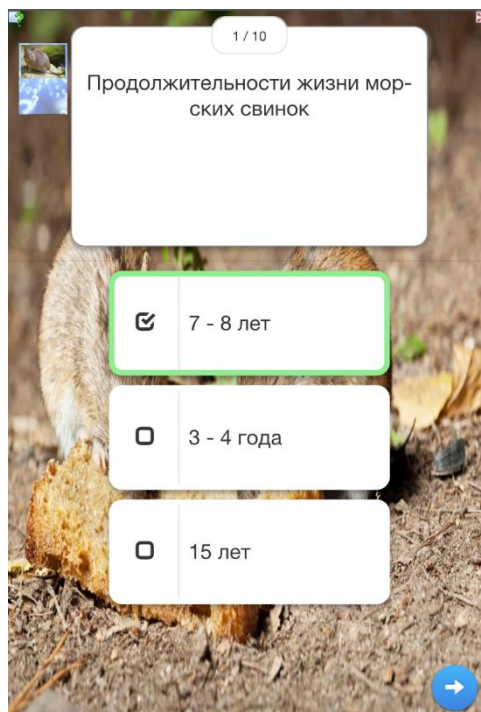 1 / 10
Продолжительности жизни мор-
ских свинок
7 - 8 лет
3 - 4 года
15 лет